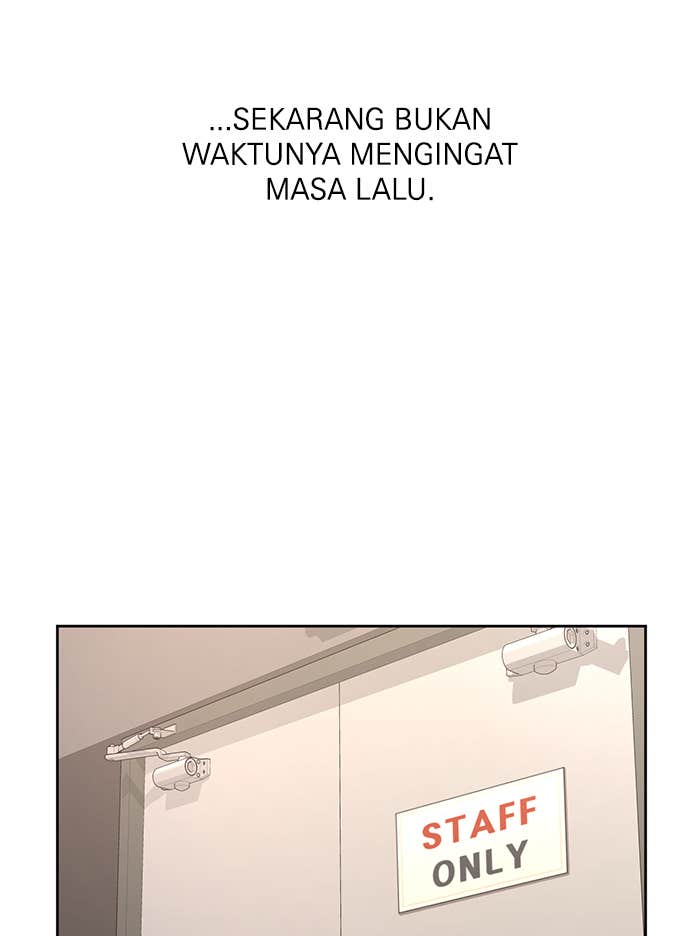 ...SEKARANG BUKAN
WAKTUNYA MENGINGAT
MASA LALU.
STAFF
ONLY